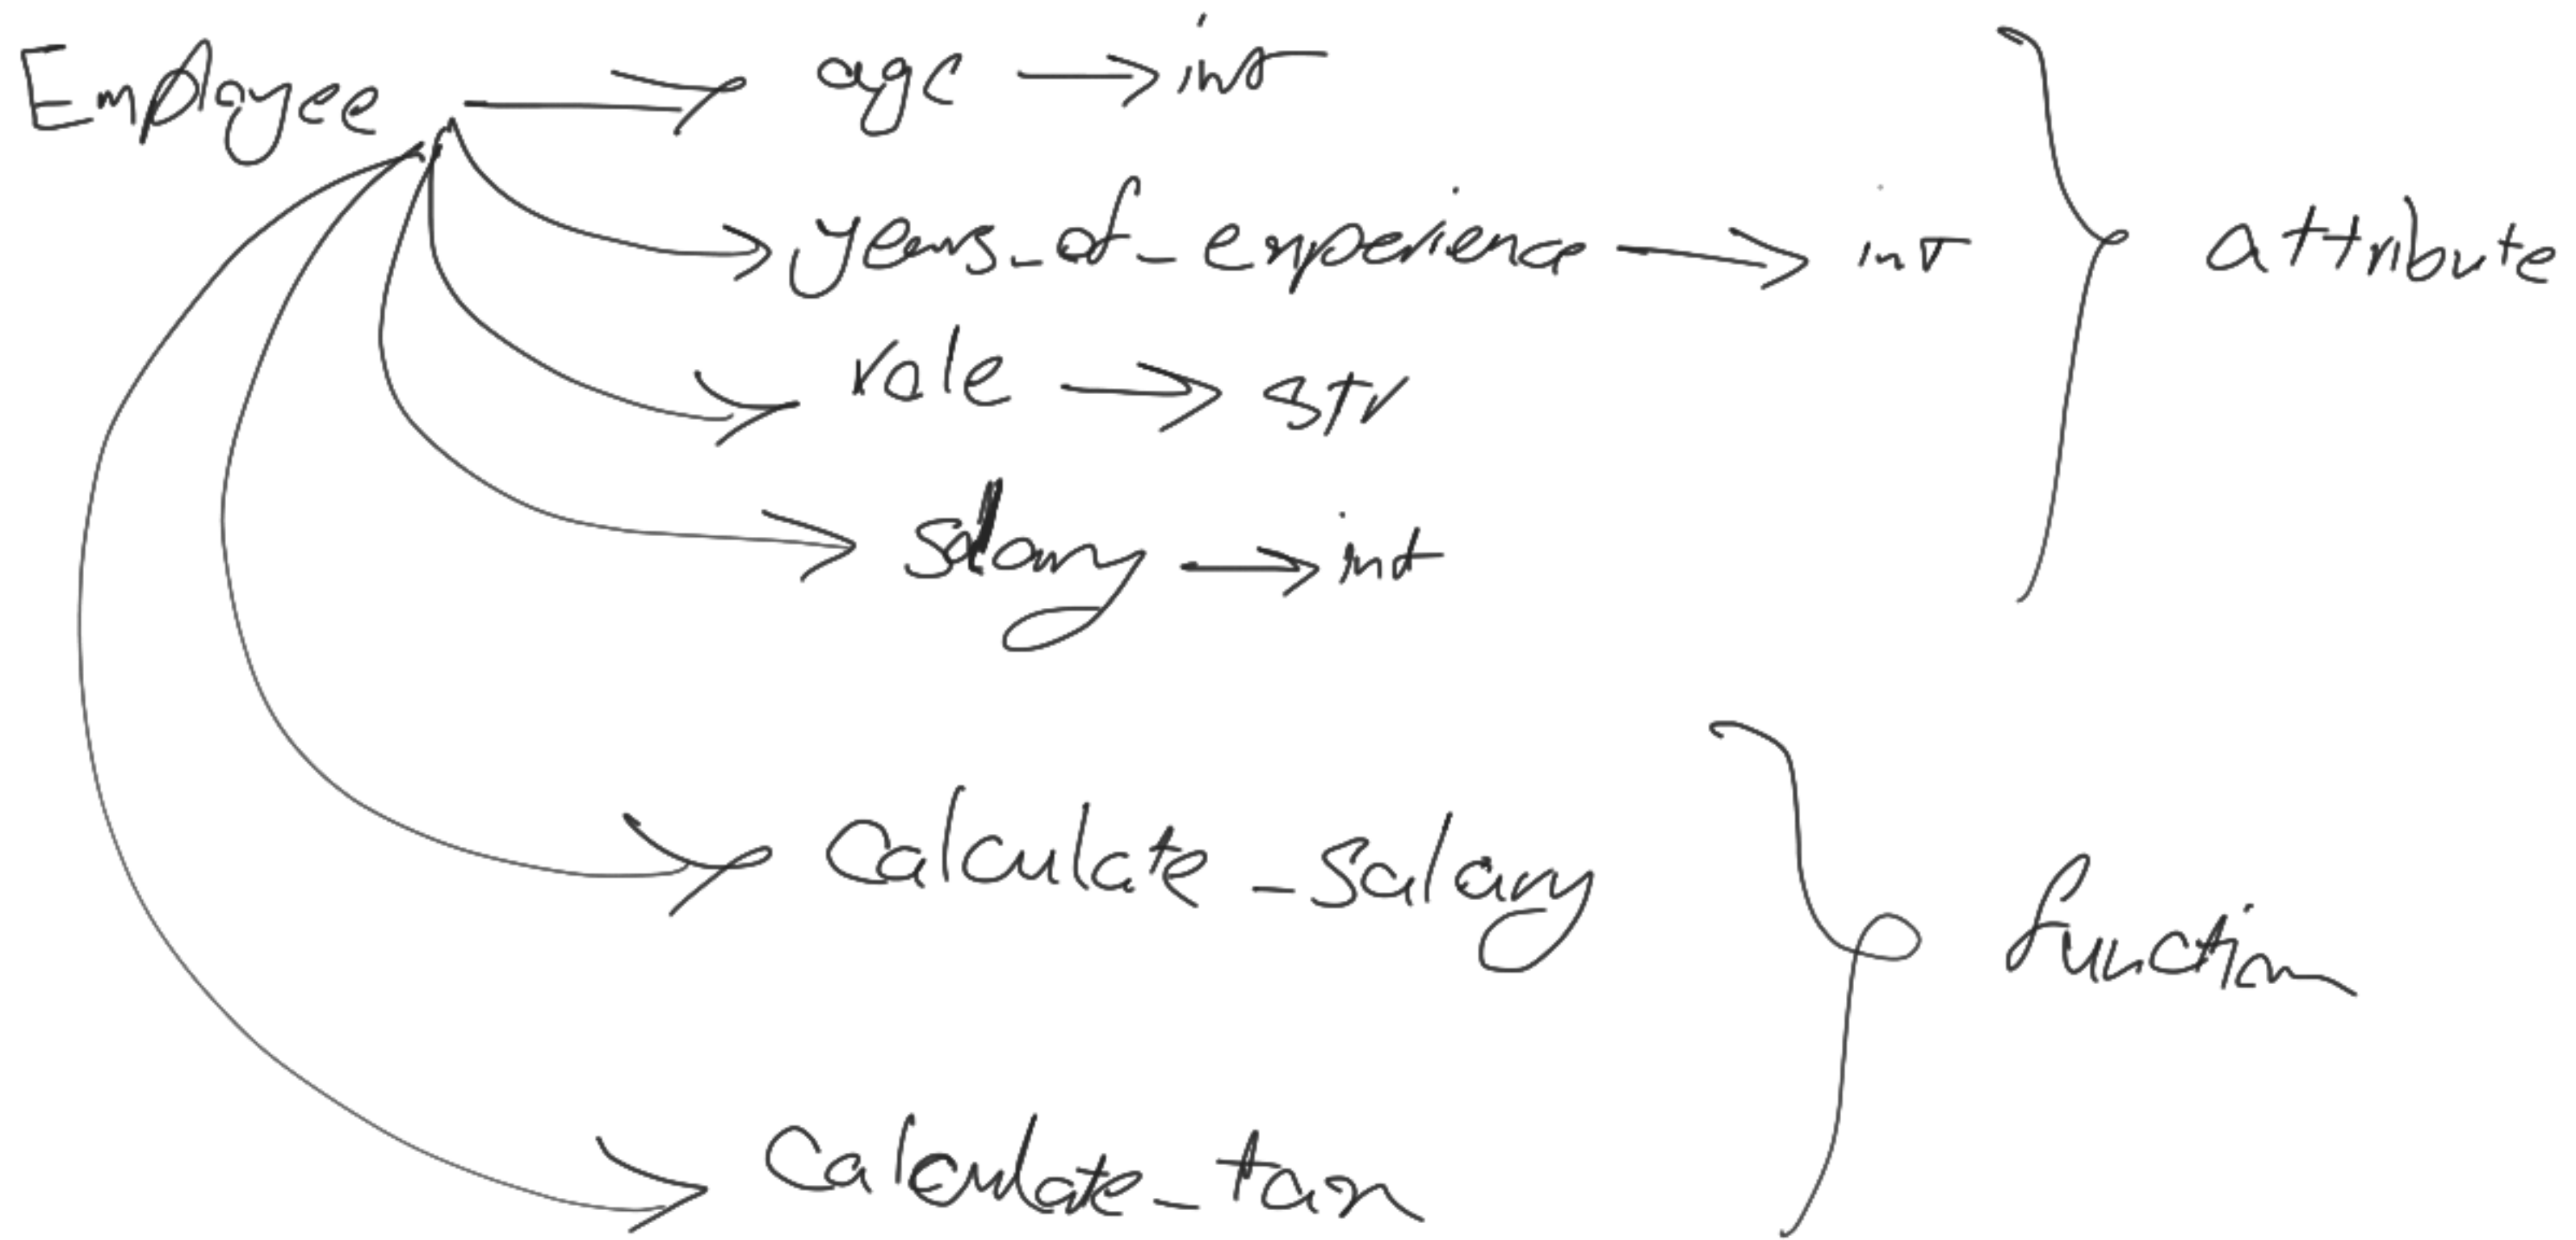 Employee → age → int
years_of_experience → int
role → str
salary → int
attribute
calculate_salary
calculate_tax
function